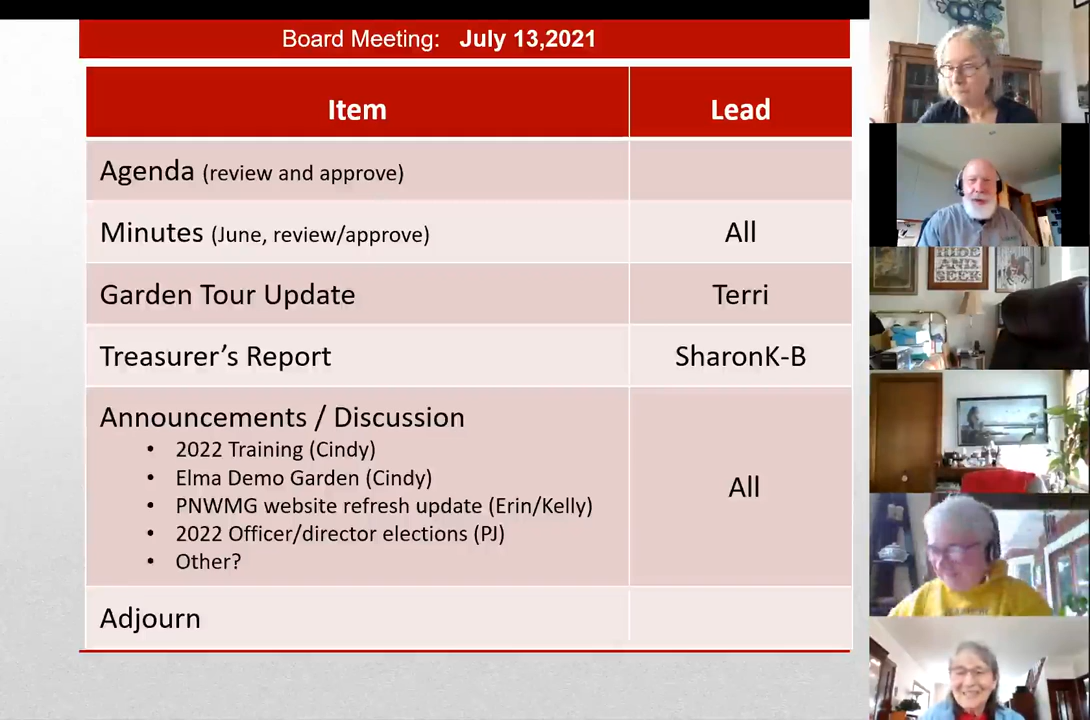 Board Meeting: July 13,2021
Item
Lead
Agenda (review and approve)
Minutes (June, review/approve)
All
Garden Tour Update
Terri
Treasurer’s Report
SharonK-B
Announcements / Discussion
• 2022 Training (Cindy)
• Elma Demo Garden (Cindy)
• PNWMG website refresh update (Erin/Kelly)
• 2022 Officer/director elections (PJ)
• Other?
All
Adjourn
HIDE
AND
SEEK